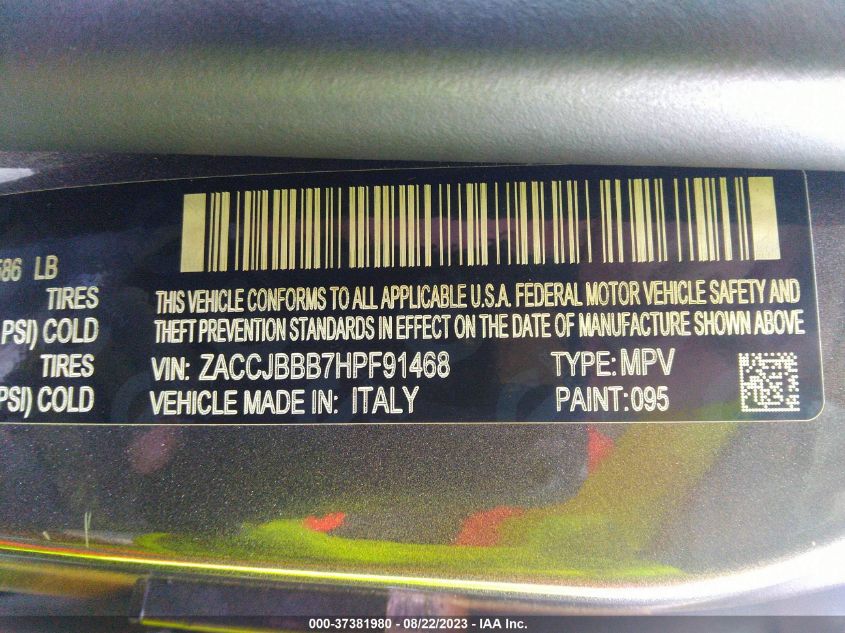 586 LB
TIRES
PSI) COLD
TIRES
PSI) COLD
THIS VEHICLE CONFORMS TO ALL APPLICABLE U.S.A. FEDERAL MOTOR VEHICLE SAFETY AND
THEFT PREVENTION STANDARDS IN EFFECT ON THE DATE OF MANUFACTURE SHOWN ABOVE
VIN: ZACCJBBB7HPF91468 TYPE: MPV
VEHICLE MADE IN: ITALY PAINT: 095
000-37381980 - 08/22/2023 - IAA Inc.